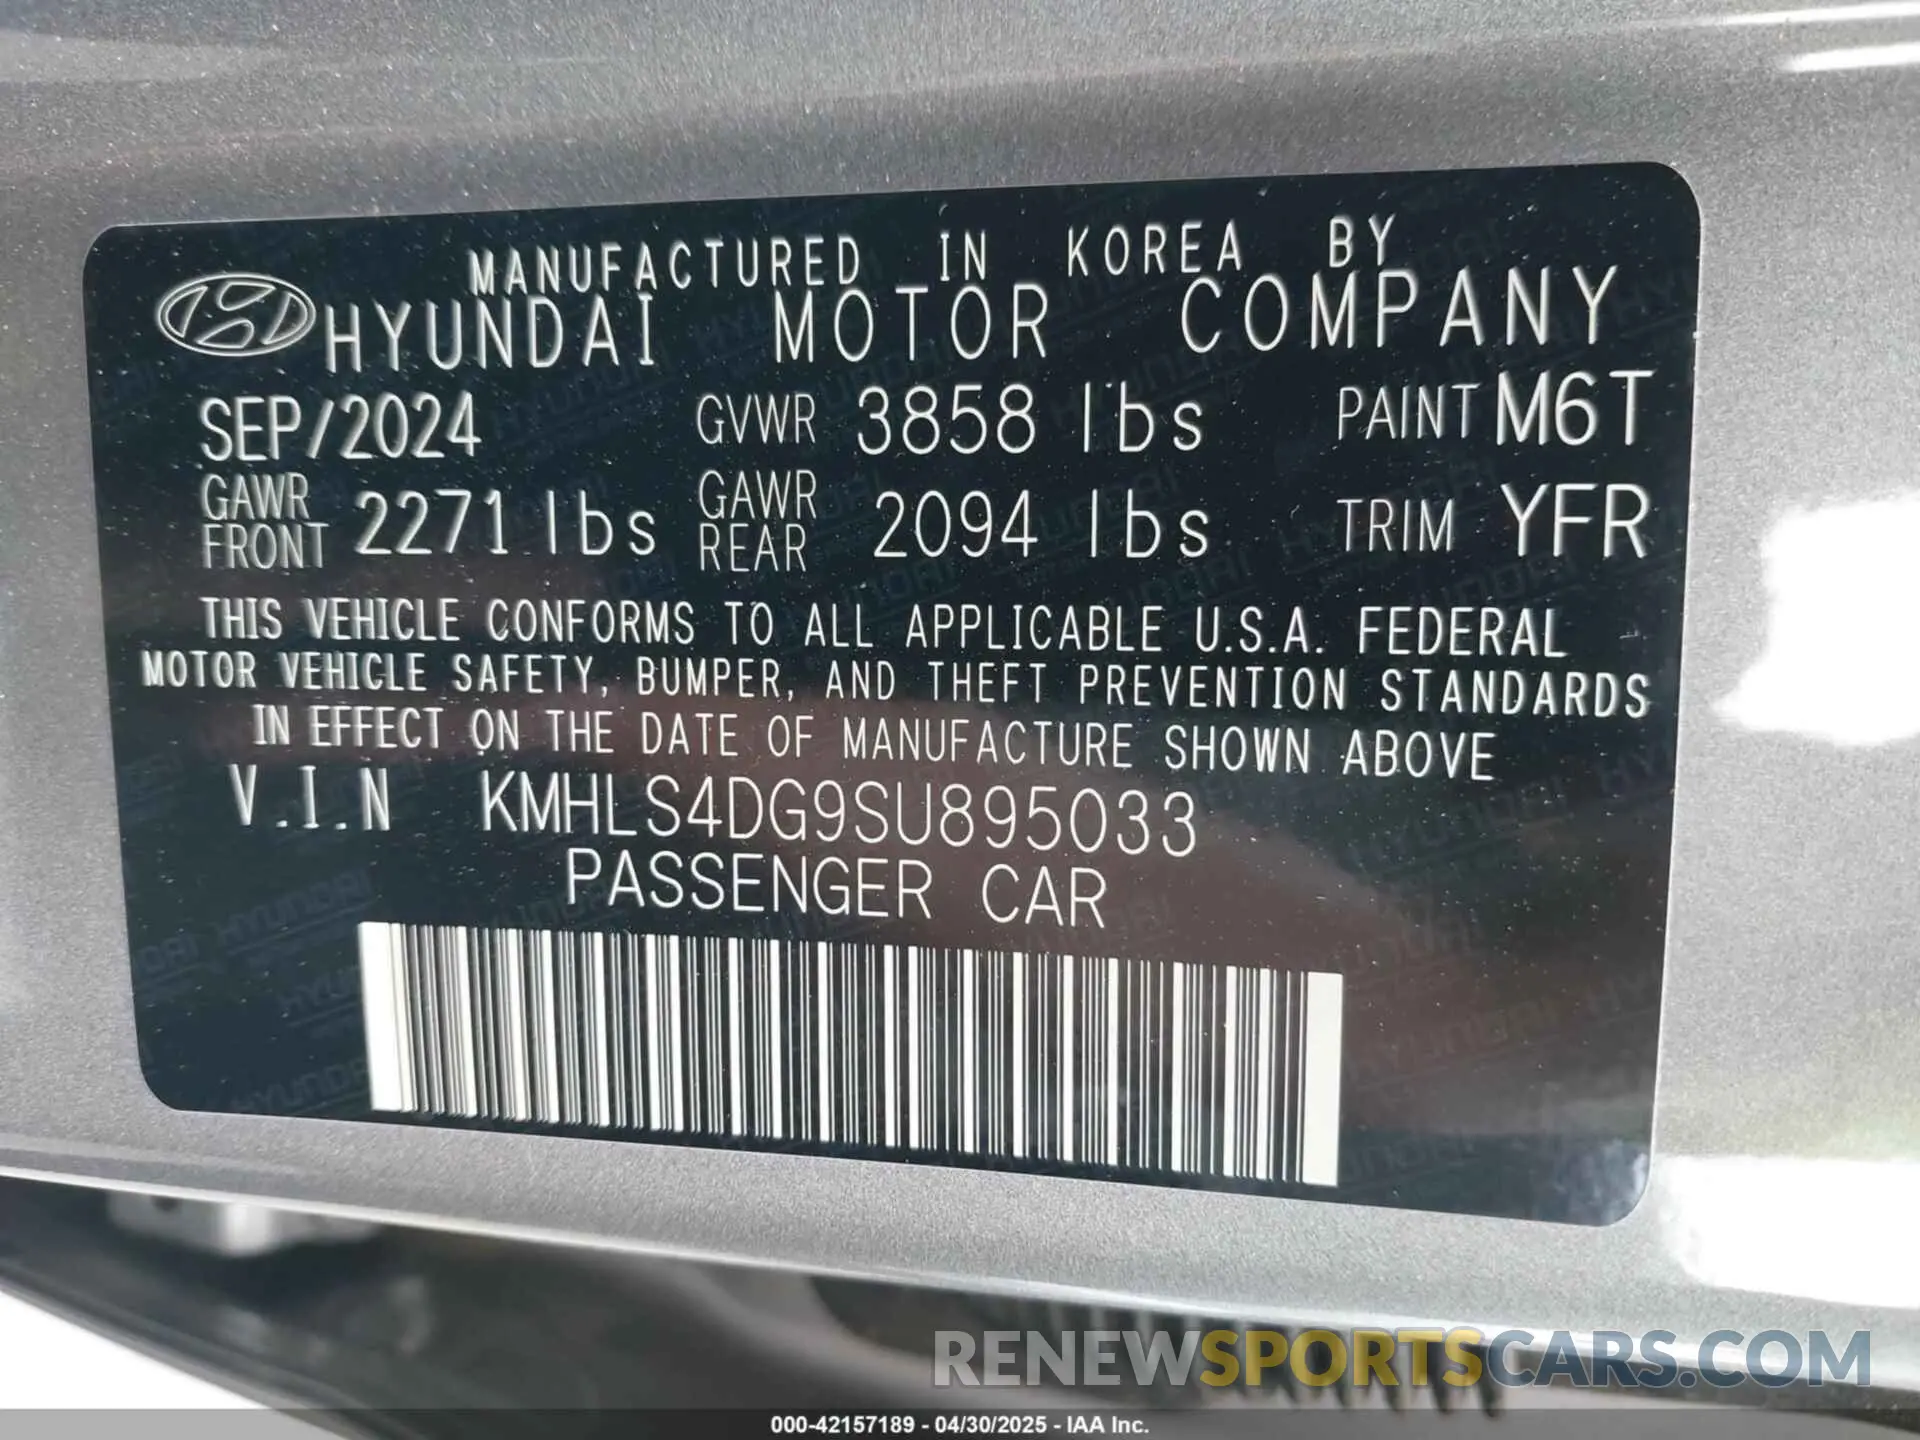 MANUFACTURED IN KOREA BY
HYUNDAI MOTOR COMPANY
SEP/2024 GVWR 3858 lbs PAINT M6T
GAWR FRONT 2271 lbs GAWR REAR 2094 lbs TRIM YFR
THIS VEHICLE CONFORMS TO ALL APPLICABLE U.S.A. FEDERAL
MOTOR VEHICLE SAFETY, BUMPER, AND THEFT PREVENTION STANDARDS
IN EFFECT ON THE DATE OF MANUFACTURE SHOWN ABOVE
V.I.N KMHLS4DG9SU895033
PASSENGER CAR
RENEWSPORTSCARS.COM
000-42157189 - 04/30/2025 - IAA Inc.